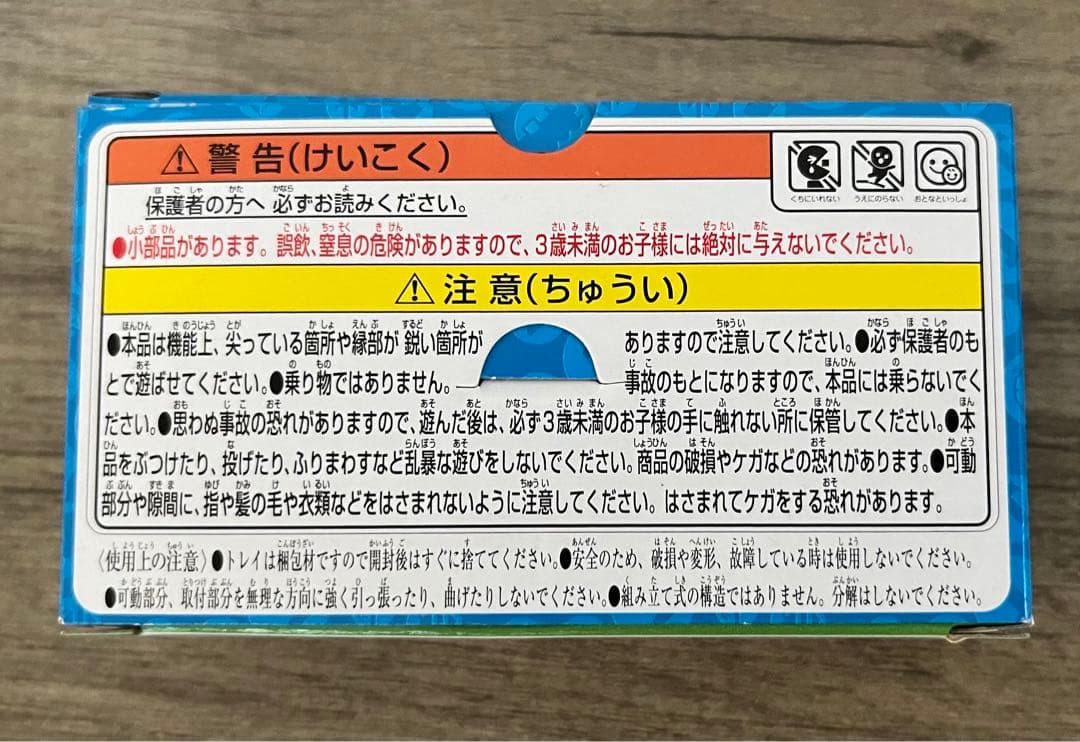 ⚠警告(けいこく)
くちにいれない うえにのらない おとなといっしょ
保護者の方へ 必ずお読みください。
●小部品があります。誤飲、窒息の危険がありますので、3歳未満のお子様には絶対に与えないでください。
⚠注意(ちゅうい)
●本品は機能上、尖っている箇所や縁部が鋭い箇所がありますので注意してください。●必ず保護者のも
とで遊ばせてください。●乗り物ではありません。事故のもとになりますので、本品には乗らないでく
ださい。●思わぬ事故の恐れがありますので、遊んだ後は、必ず3歳未満のお子様の手に触れない所に保管してください。●本
品をぶつけたり、投げたり、ふりまわすなど乱暴な遊びをしないでください。商品の破損やケガなどの恐れがあります。●可動
部分や隙間に、指や髪の毛や衣類などをはさまれないように注意してください。はさまれてケガをする恐れがあります。
〈使用上の注意〉●トレイは梱包材ですので開封後はすぐに捨ててください。●安全のため、破損や変形、故障している時は使用しないでください。
●可動部分、取付部分を無理な方向に強く引っ張ったり、曲げたりしないでください。●組み立て式の構造ではありません。分解はしないでください。